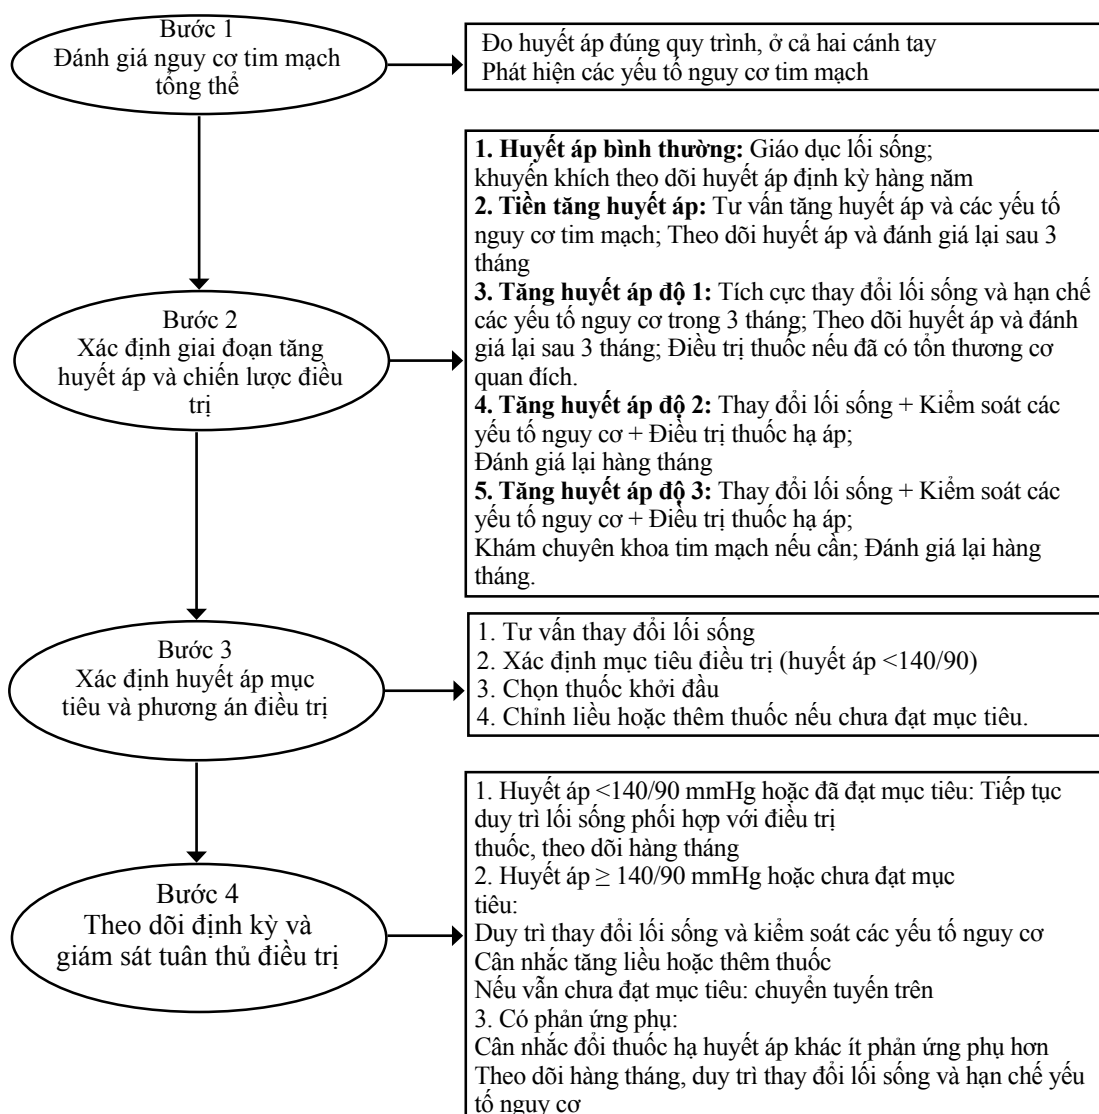 Bước 1
Đánh giá nguy cơ tim mạch
tổng thể
Đo huyết áp đúng quy trình, ở cả hai cánh tay
Phát hiện các yếu tố nguy cơ tim mạch
Bước 2
Xác định giai đoạn tăng
huyết áp và chiến lược điều
trị
1. Huyết áp bình thường: Giáo dục lối sống;
khuyến khích theo dõi huyết áp định kỳ hàng năm
2. Tiền tăng huyết áp: Tư vấn tăng huyết áp và các yếu tố
nguy cơ tim mạch; Theo dõi huyết áp và đánh giá lại sau 3
tháng
3. Tăng huyết áp độ 1: Tích cực thay đổi lối sống và hạn chế
các yếu tố nguy cơ trong 3 tháng; Theo dõi huyết áp và đánh
giá lại sau 3 tháng; Điều trị thuốc nếu đã có tổn thương cơ
quan đích.
4. Tăng huyết áp độ 2: Thay đổi lối sống + Kiểm soát các
yếu tố nguy cơ + Điều trị thuốc hạ áp;
Đánh giá lại hàng tháng
5. Tăng huyết áp độ 3: Thay đổi lối sống + Kiểm soát các
yếu tố nguy cơ + Điều trị thuốc hạ áp;
Khám chuyên khoa tim mạch nếu cần; Đánh giá lại hàng
tháng.
Bước 3
Xác định huyết áp mục
tiêu và phương án điều trị
1. Tư vấn thay đổi lối sống
2. Xác định mục tiêu điều trị (huyết áp <140/90)
3. Chọn thuốc khởi đầu
4. Chỉnh liều hoặc thêm thuốc nếu chưa đạt mục tiêu.
Bước 4
Theo dõi định kỳ và
giám sát tuân thủ điều trị
1. Huyết áp <140/90 mmHg hoặc đã đạt mục tiêu: Tiếp tục
duy trì lối sống phối hợp với điều trị
thuốc, theo dõi hàng tháng
2. Huyết áp ≥ 140/90 mmHg hoặc chưa đạt mục
tiêu:
Duy trì thay đổi lối sống và kiểm soát các yếu tố nguy cơ
Cân nhắc tăng liều hoặc thêm thuốc
Nếu vẫn chưa đạt mục tiêu: chuyển tuyến trên
3. Có phản ứng phụ:
Cân nhắc đổi thuốc hạ huyết áp khác ít phản ứng phụ hơn
Theo dõi hàng tháng, duy trì thay đổi lối sống và hạn chế yếu
tố nguy cơ